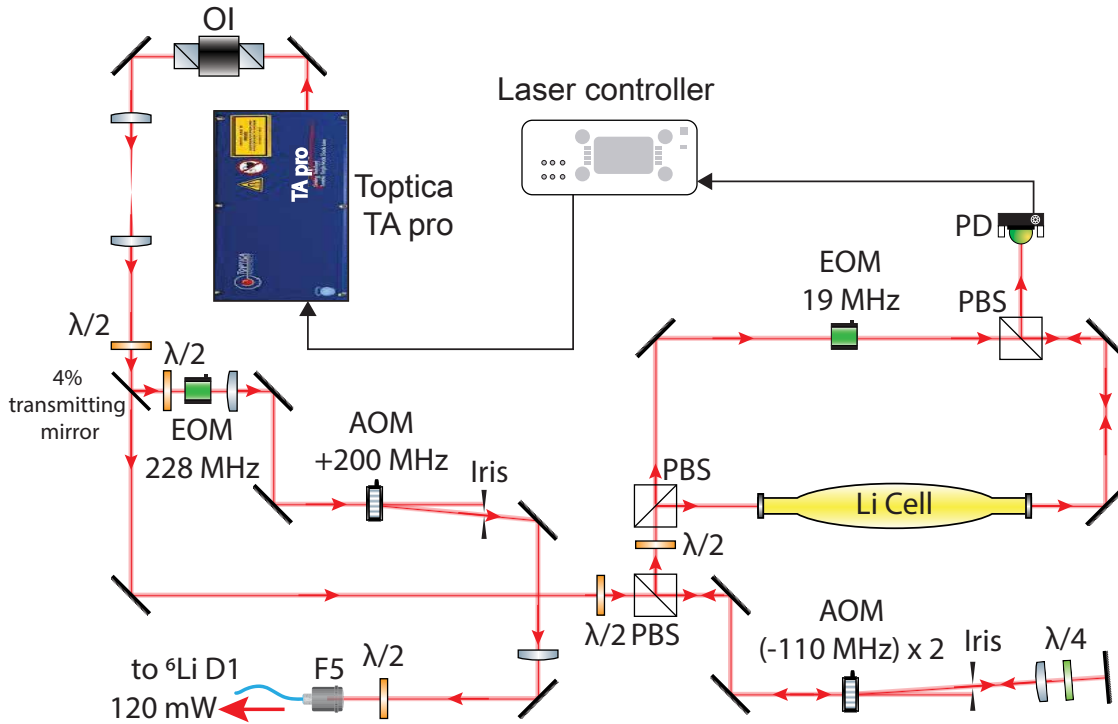 OI
Laser controller
TA pro
TOPTICA
Toptica
TA pro
PD
EOM
19 MHz
PBS
λ/2
λ/2
4%
transmitting
mirror
EOM
228 MHz
AOM
+200 MHz
Iris
PBS
Li Cell
λ/2
λ/2
PBS
AOM
(-110 MHz) x 2
Iris
λ/4
to ⁶Li D1
120 mW
F5
λ/2